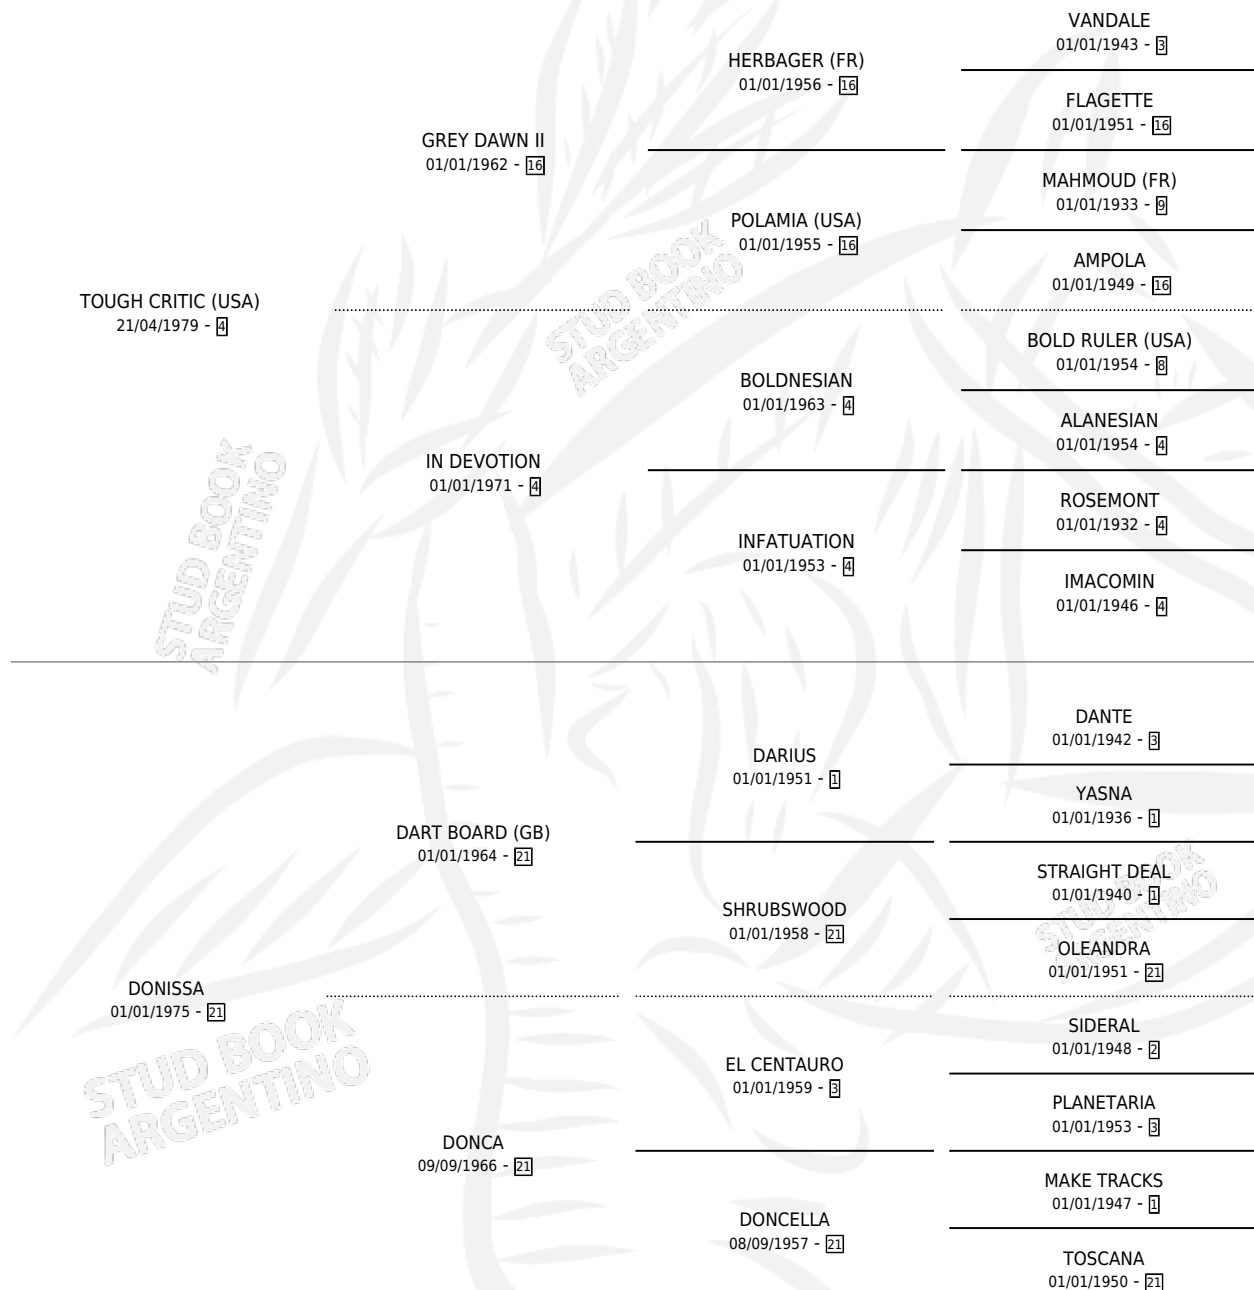 VANDALE
01/01/1943 - 3
HERBAGER (FR)
01/01/1956 - 16
FLAGETTE
01/01/1951 - 16
GREY DAWN II
01/01/1962 - 16
MAHMOUD (FR)
01/01/1933 - 9
POLAMIA (USA)
01/01/1955 - 16
AMPOLA
01/01/1949 - 16
TOUGH CRITIC (USA)
21/04/1979 - 4
BOLD RULER (USA)
01/01/1954 - 8
BOLDNESIAN
01/01/1963 - 4
ALANESIAN
01/01/1954 - 4
IN DEVOTION
01/01/1971 - 4
ROSEMONT
01/01/1932 - 4
INFATUATION
01/01/1953 - 4
IMACOMIN
01/01/1946 - 4
DANTE
01/01/1942 - 3
DARIUS
01/01/1951 - 1
YASNA
01/01/1936 - 1
DART BOARD (GB)
01/01/1964 - 21
STRAIGHT DEAL
01/01/1940 - 1
SHRUBSWOOD
01/01/1958 - 21
OLEANDRA
01/01/1951 - 21
DONISSA
01/01/1975 - 21
SIDERAL
01/01/1948 - 2
EL CENTAURO
01/01/1959 - 3
PLANETARIA
01/01/1953 - 3
DONCA
09/09/1966 - 21
MAKE TRACKS
01/01/1947 - 1
DONCELLA
08/09/1957 - 21
TOSCANA
01/01/1950 - 21
STUD BOOK
ARGENTINO
STUD BOOK
ARGENTINO
STUD BOOK
ARGENTINO
STUD BOOK
ARGENTINO